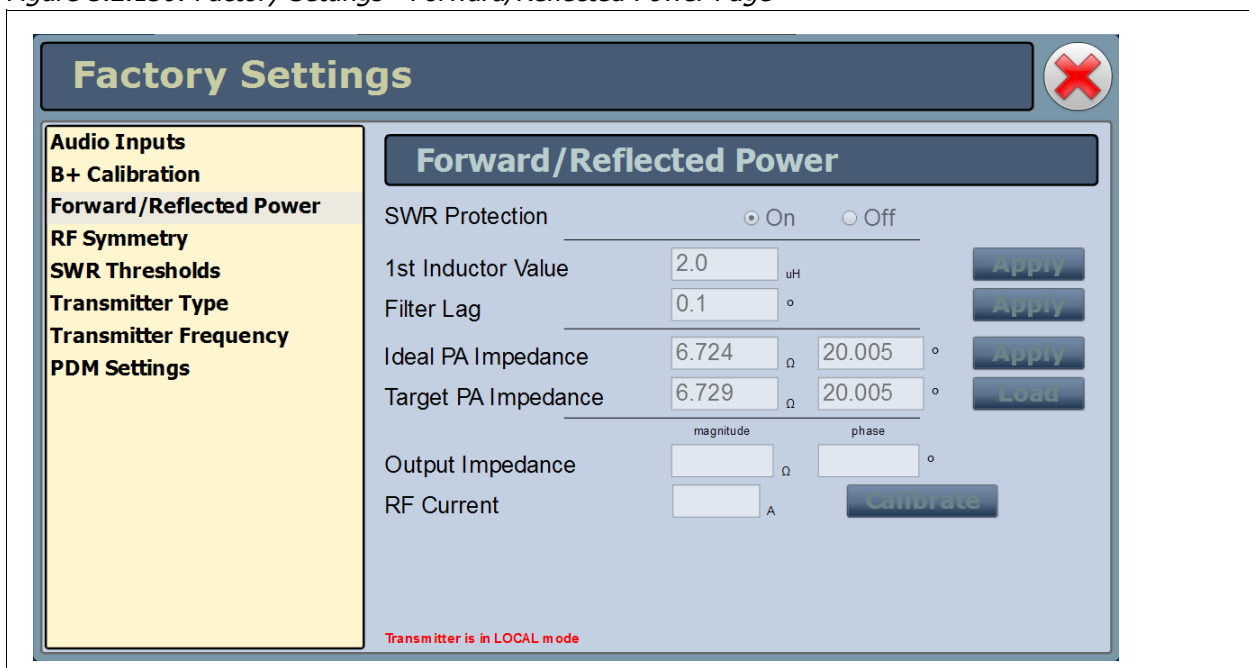 Factory Settings
Audio Inputs
B+ Calibration
Forward/Reflected Power
RF Symmetry
SWR Thresholds
Transmitter Type
Transmitter Frequency
PDM Settings
Forward/Reflected Power
SWR Protection On Off
1st Inductor Value 2.0 uH Apply
Filter Lag 0.1 ° Apply
Ideal PA Impedance 6.724 Ω 20.005 ° Apply
Target PA Impedance 6.729 Ω 20.005 ° Load
magnitude phase
Output Impedance Ω °
RF Current A Calibrate
Transmitter is in LOCAL mode